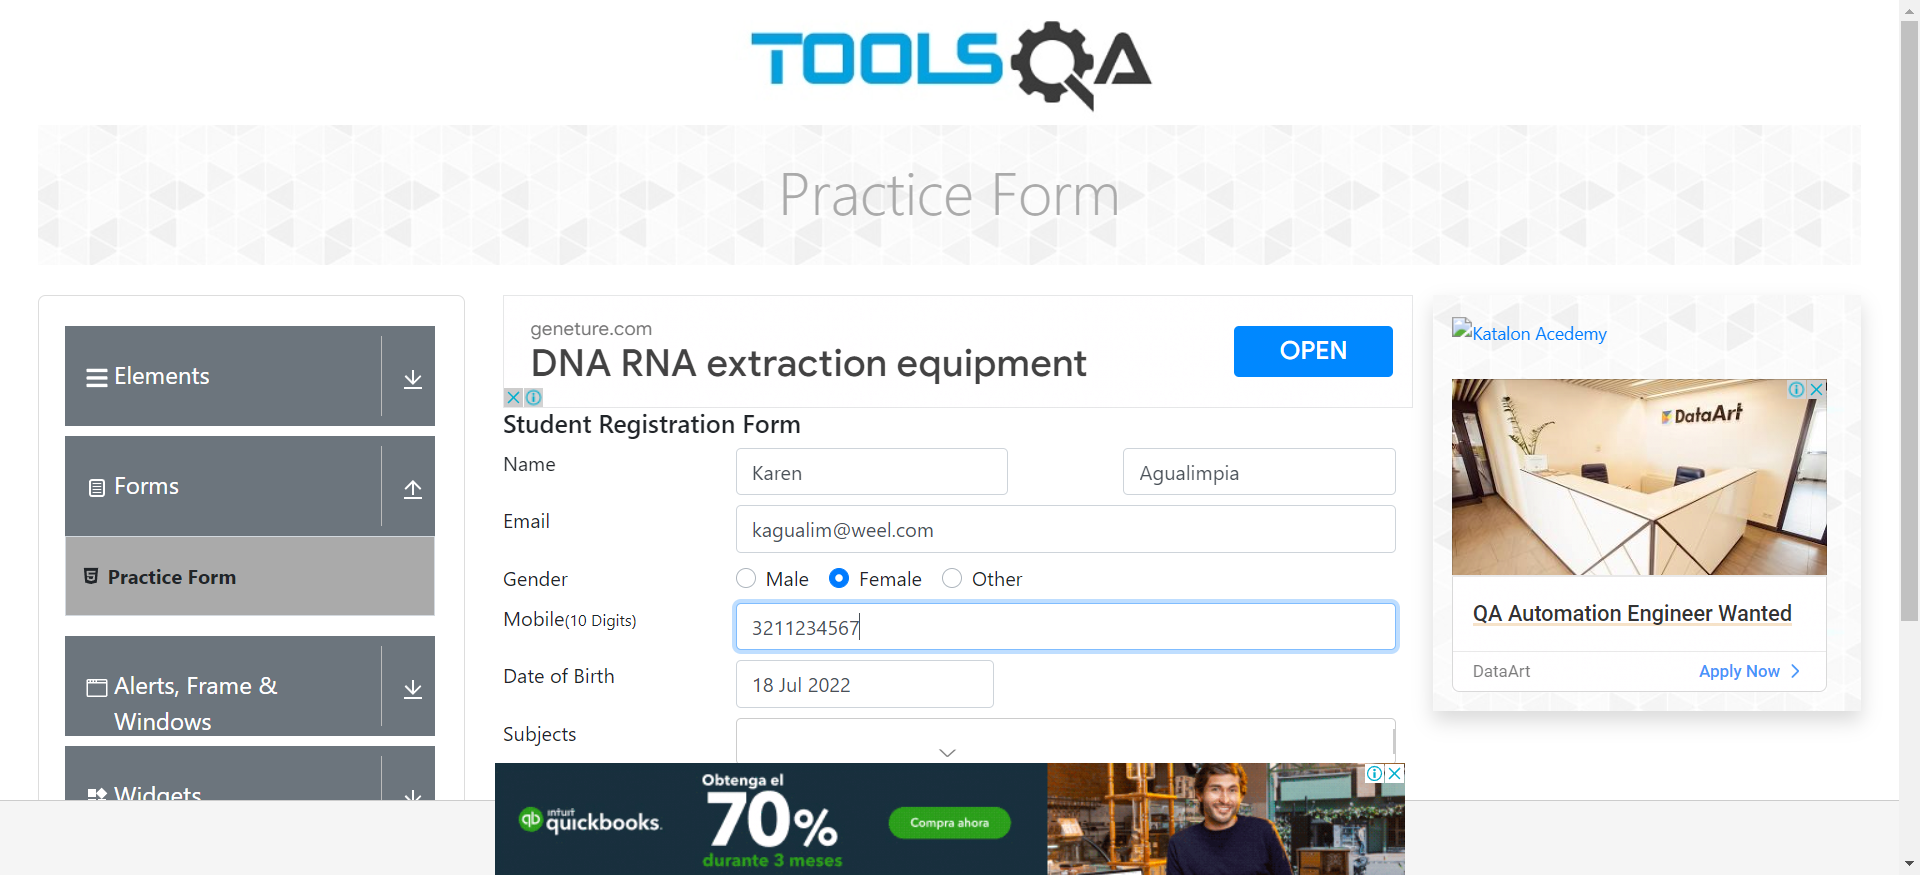 TOOLSQA
Practice Form
Elements
Forms
Practice Form
Alerts, Frame &
Windows
Widgets
geneture.com
DNA RNA extraction equipment
OPEN
Student Registration Form
Name
Karen
Agualimpia
Email
kagualim@weel.com
Gender
Male
Female
Other
Mobile(10 Digits)
3211234567
Date of Birth
18 Jul 2022
Subjects
Katalon Acedemy
DataArt
QA Automation Engineer Wanted
DataArt
Apply Now
qb
intuit
quickbooks.
Obtenga el
70%
durante 3 meses
Compra ahora